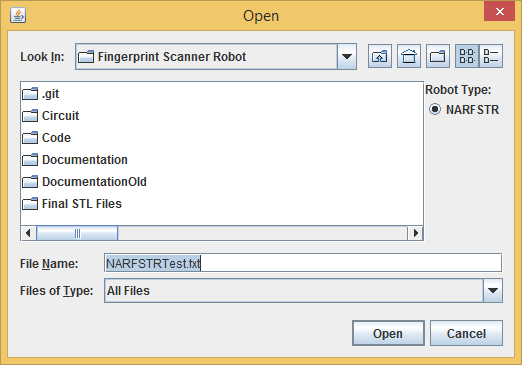 Open
Look In: Fingerprint Scanner Robot
.git
Circuit
Code
Documentation
DocumentationOld
Final STL Files
Robot Type:
NARFSTR
File Name: NARFSTRTest.txt
Files of Type: All Files
Open Cancel